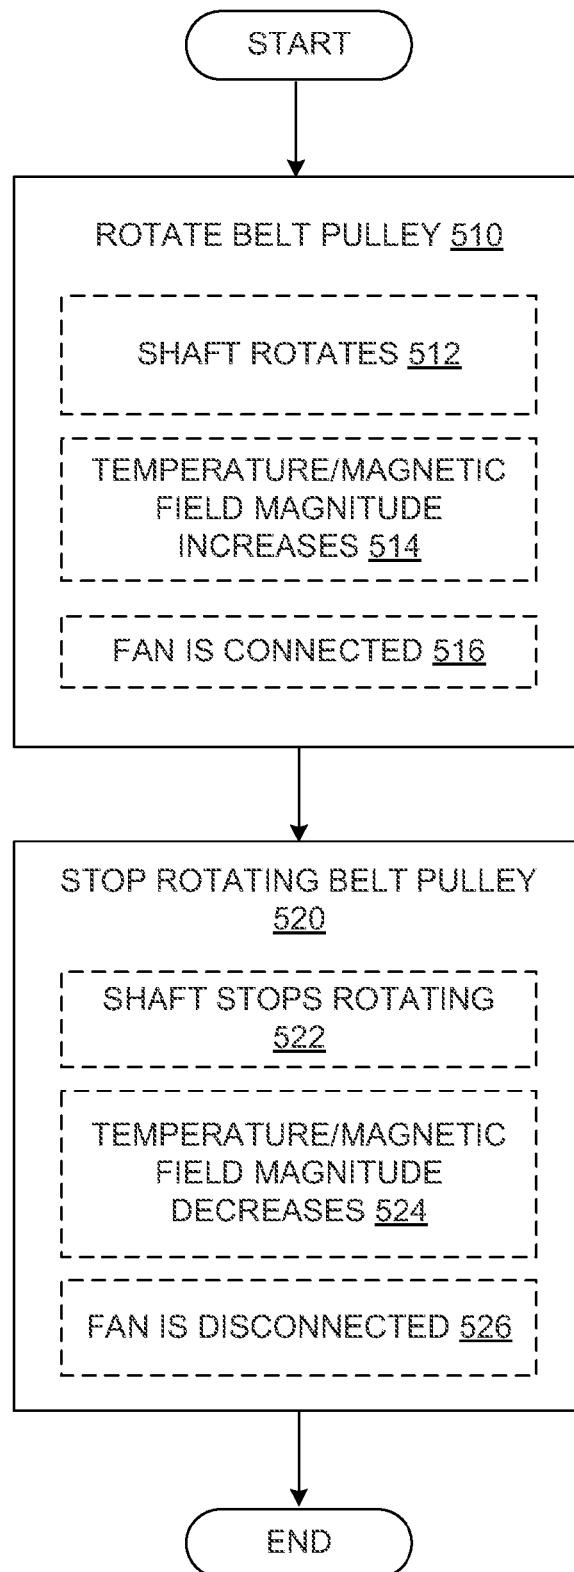 START
ROTATE BELT PULLEY 510
SHAFT ROTATES 512
TEMPERATURE/MAGNETIC
FIELD MAGNITUDE
INCREASES 514
FAN IS CONNECTED 516
STOP ROTATING BELT PULLEY
520
SHAFT STOPS ROTATING
522
TEMPERATURE/MAGNETIC
FIELD MAGNITUDE
DECREASES 524
FAN IS DISCONNECTED 526
END